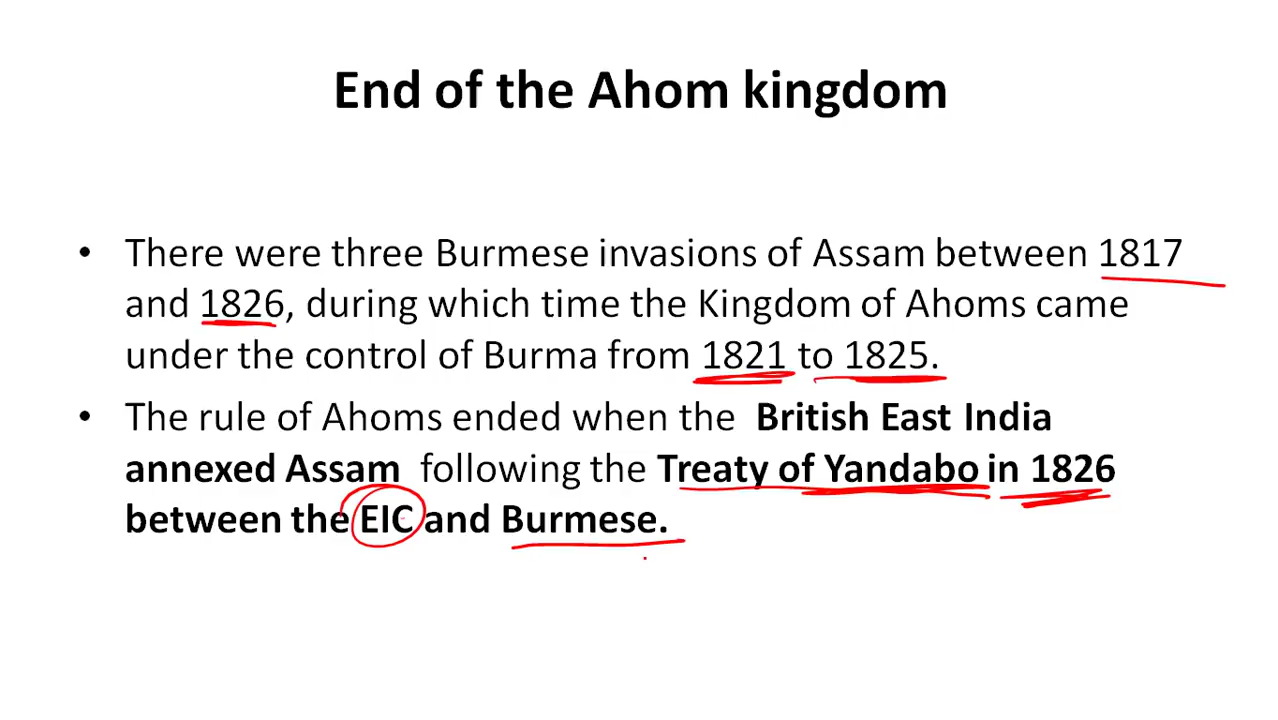 End of the Ahom kingdom
• There were three Burmese invasions of Assam between 1817
and 1826, during which time the Kingdom of Ahoms came
under the control of Burma from 1821 to 1825.
• The rule of Ahoms ended when the British East India
annexed Assam following the Treaty of Yandabo in 1826
between the EIC and Burmese.